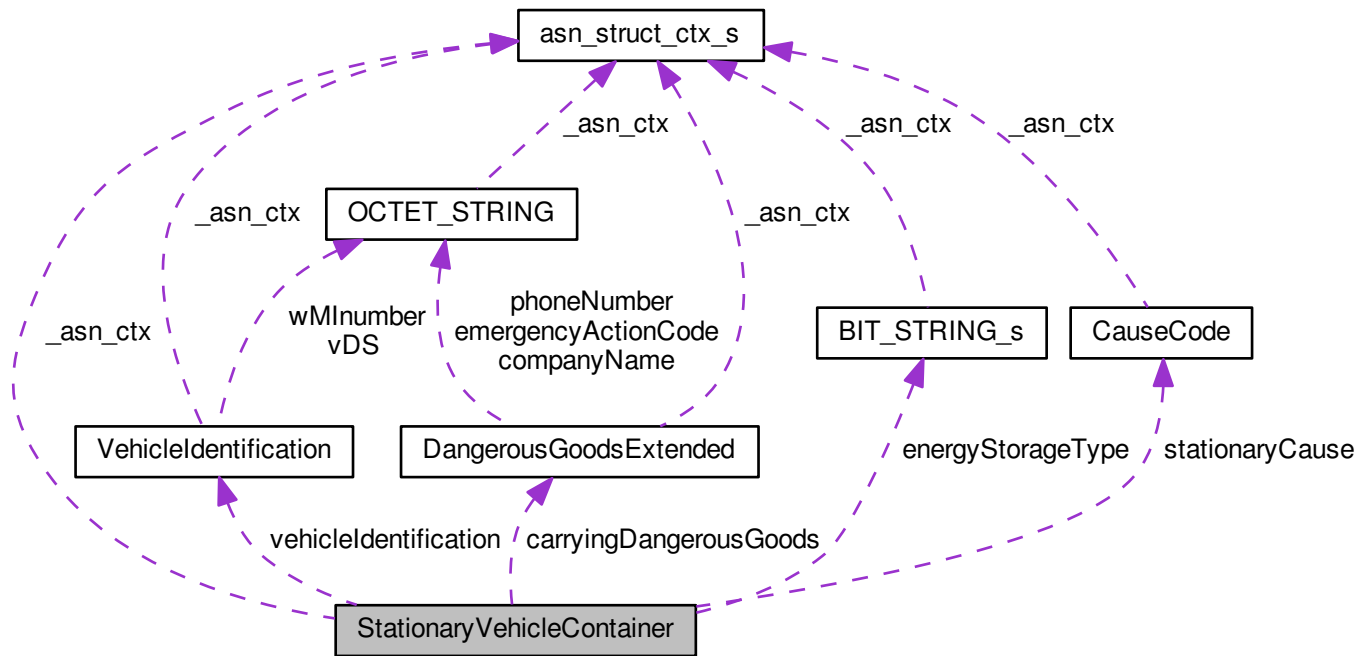 asn_struct_ctx_s
_asn_ctx
_asn_ctx
_asn_ctx
OCTET_STRING
_asn_ctx
_asn_ctx
phoneNumber
emergencyActionCode
companyName
wMInumber
vDS
_asn_ctx
BIT_STRING_s
CauseCode
VehicleIdentification
DangerousGoodsExtended
energyStorageType
stationaryCause
vehicleIdentification
carryingDangerousGoods
StationaryVehicleContainer